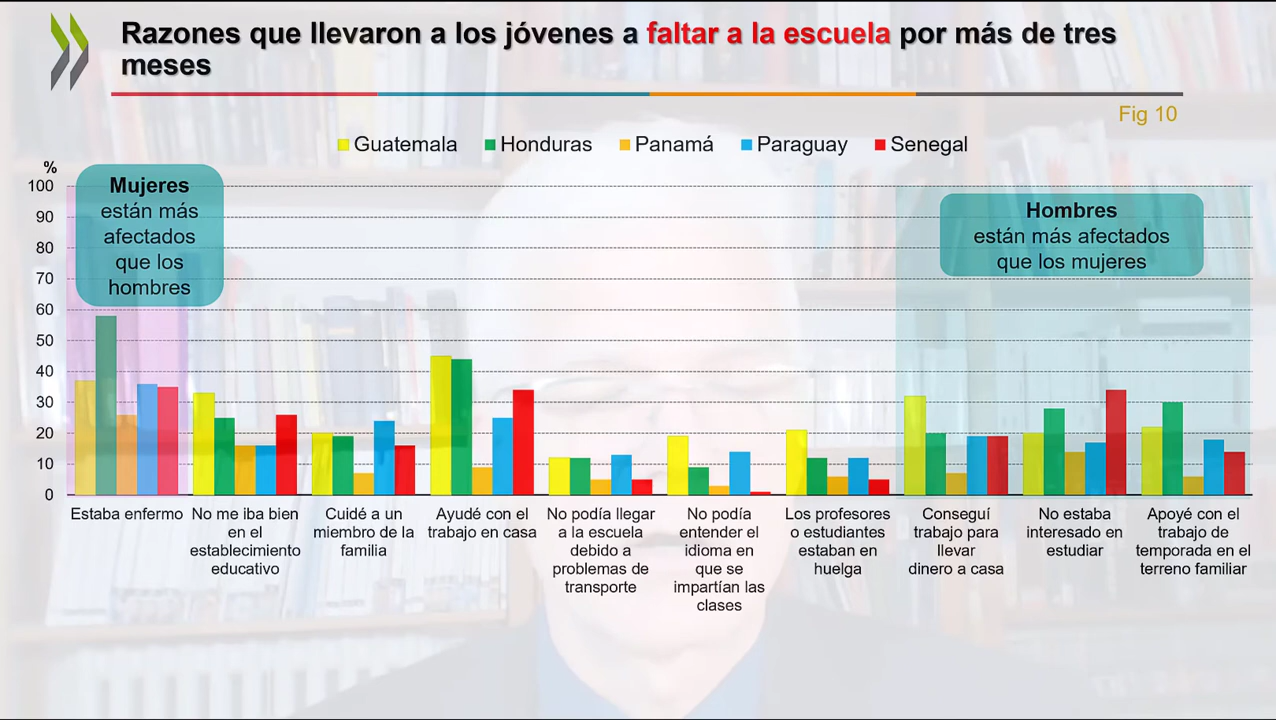 Razones que llevaron a los jóvenes a faltar a la escuela por más de tres
meses
Fig 10
Guatemala Honduras Panamá Paraguay Senegal
%
100
90
80
70
60
50
40
30
20
10
0
Mujeres
están más
afectados
que los
hombres
Hombres
están más afectados
que los mujeres
Estaba enfermo
No me iba bien
en el
establecimiento
educativo
Cuidé a un
miembro de la
familia
Ayudé con el
trabajo en casa
No podía llegar
a la escuela
debido a
problemas de
transporte
No podía
entender el
idioma en
que se
impartían las
clases
Los profesores
o estudiantes
estaban en
huelga
Conseguí
trabajo para
llevar
dinero a casa
No estaba
interesado en
estudiar
Apoyé con el
trabajo de
temporada en el
terreno familiar